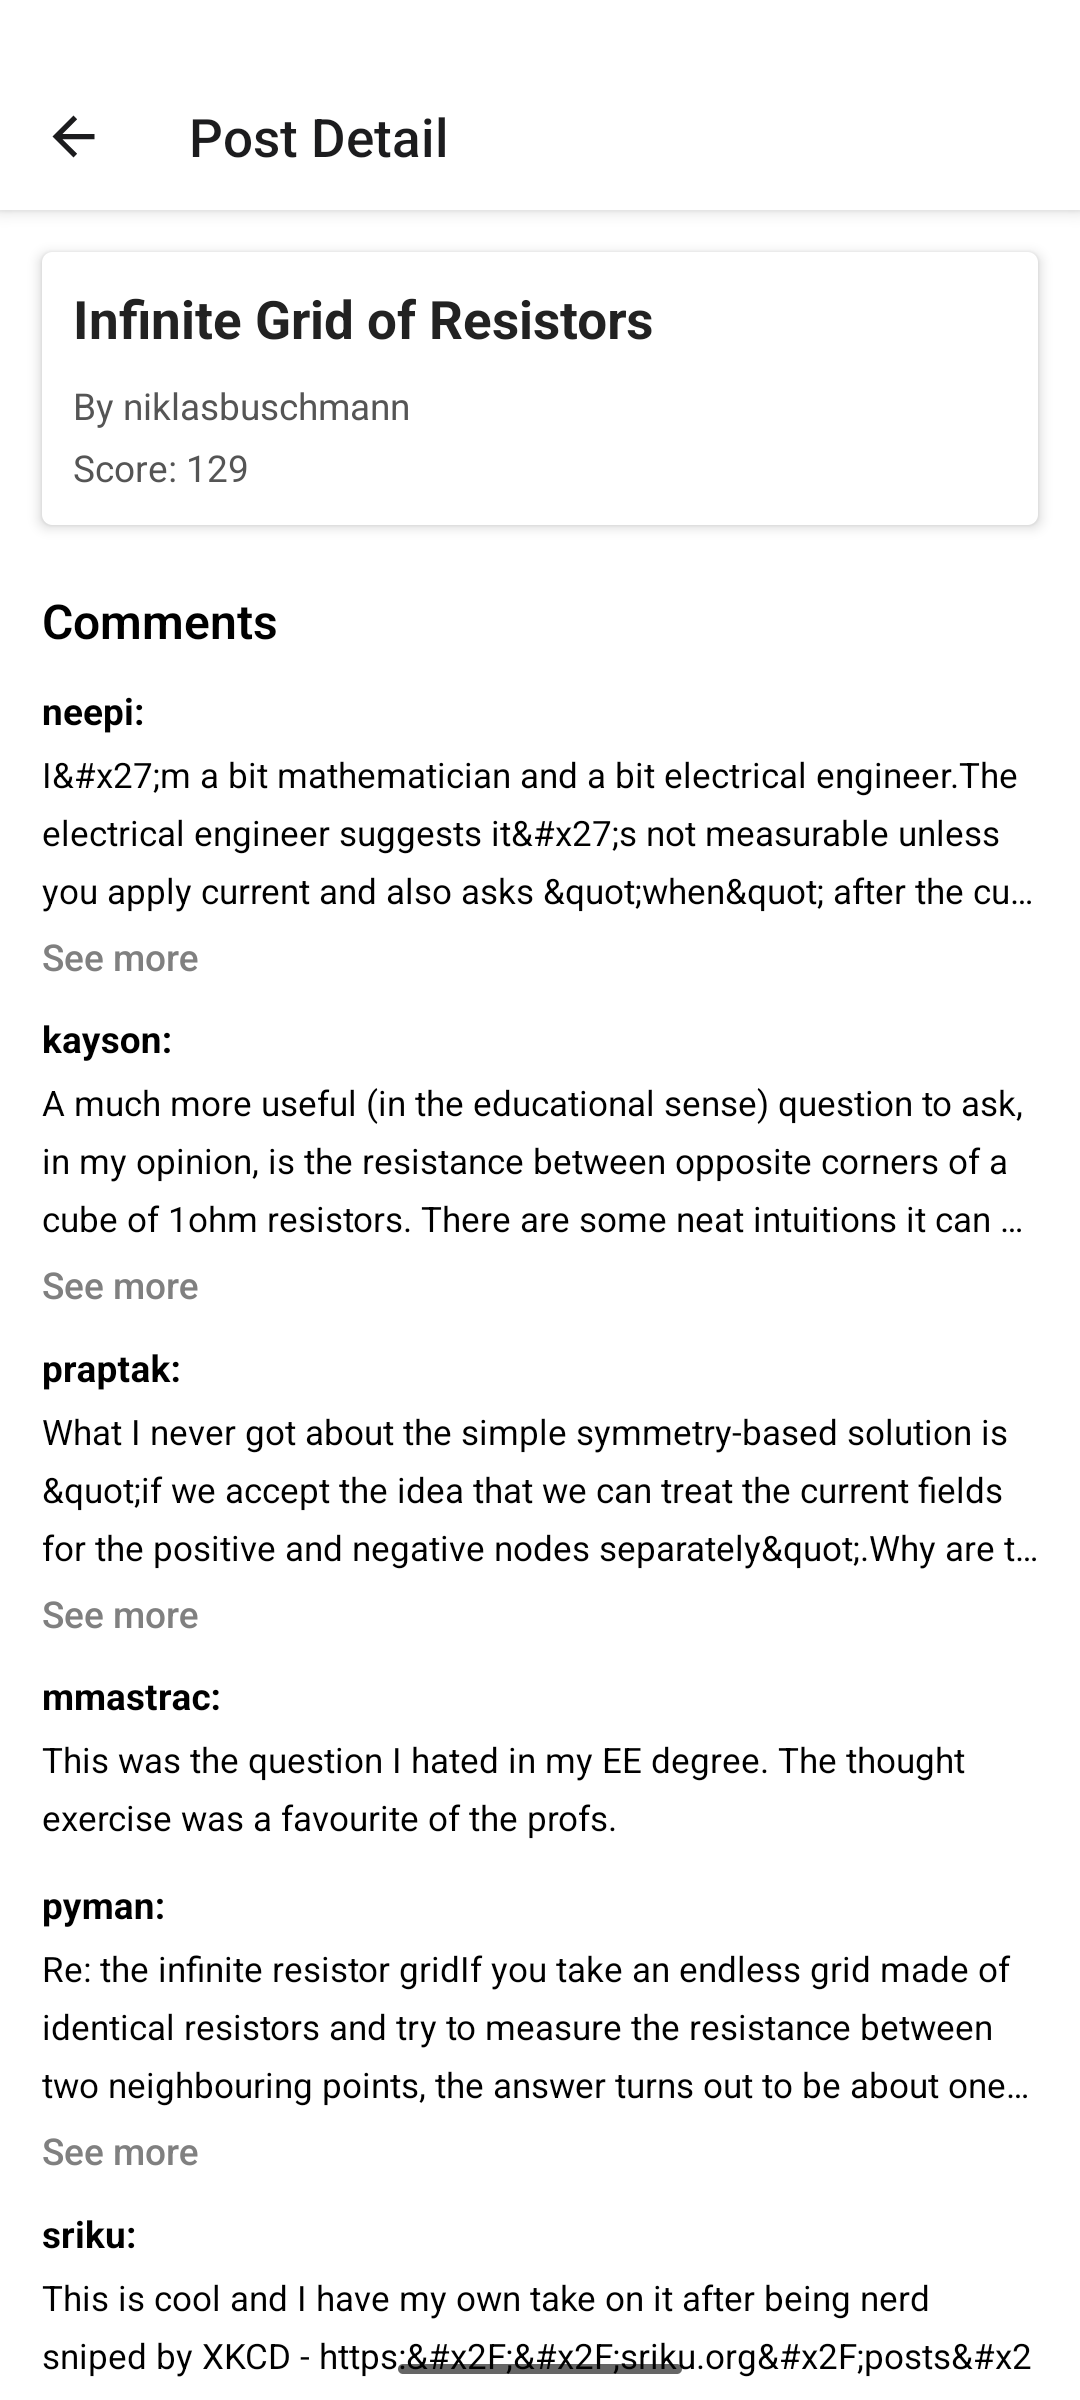 Post Detail
Infinite Grid of Resistors
By niklasbuschmann
Score: 129
Comments
neepi:
I&#x27;m a bit mathematician and a bit electrical engineer.The
electrical engineer suggests it&#x27;s not measurable unless
you apply current and also asks &quot;when&quot; after the cu...
See more
kayson:
A much more useful (in the educational sense) question to ask,
in my opinion, is the resistance between opposite corners of a
cube of 1ohm resistors. There are some neat intuitions it can ...
See more
praptak:
What I never got about the simple symmetry-based solution is
&quot;if we accept the idea that we can treat the current fields
for the positive and negative nodes separately&quot;.Why are t...
See more
mmastrac:
This was the question I hated in my EE degree. The thought
exercise was a favourite of the profs.
pyman:
Re: the infinite resistor gridIf you take an endless grid made of
identical resistors and try to measure the resistance between
two neighbouring points, the answer turns out to be about one...
See more
sriku:
This is cool and I have my own take on it after being nerd
sniped by XKCD - https:&#x2F;&#x2F;sriku.org&#x2F;posts&#x2